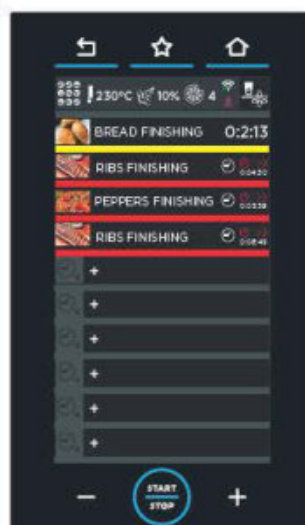 230°C 10% 4
BREAD FINISHING 0:2:13
RIBS FINISHING
PEPPERS FINISHING
RIBS FINISHING
+
+
+
+
+
+
- START +
STOP